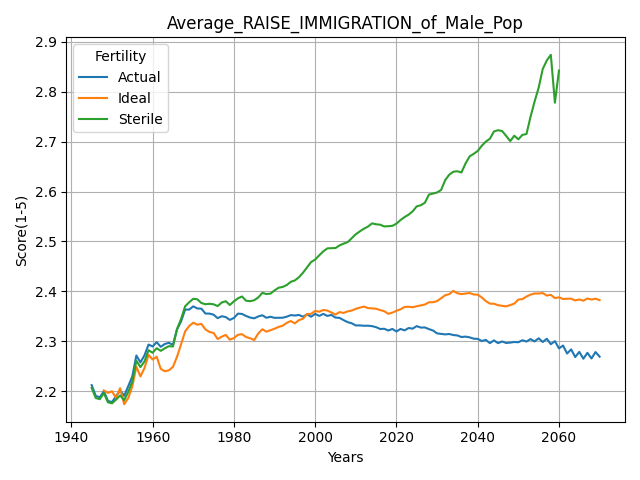 Average_RAISE_IMMIGRATION_of_Male_Pop
Fertility
Actual
Ideal
Sterile
Score(1-5)
2.9
2.8
2.7
2.6
2.5
2.4
2.3
2.2
1940 1960 1980 2000 2020 2040 2060
Years